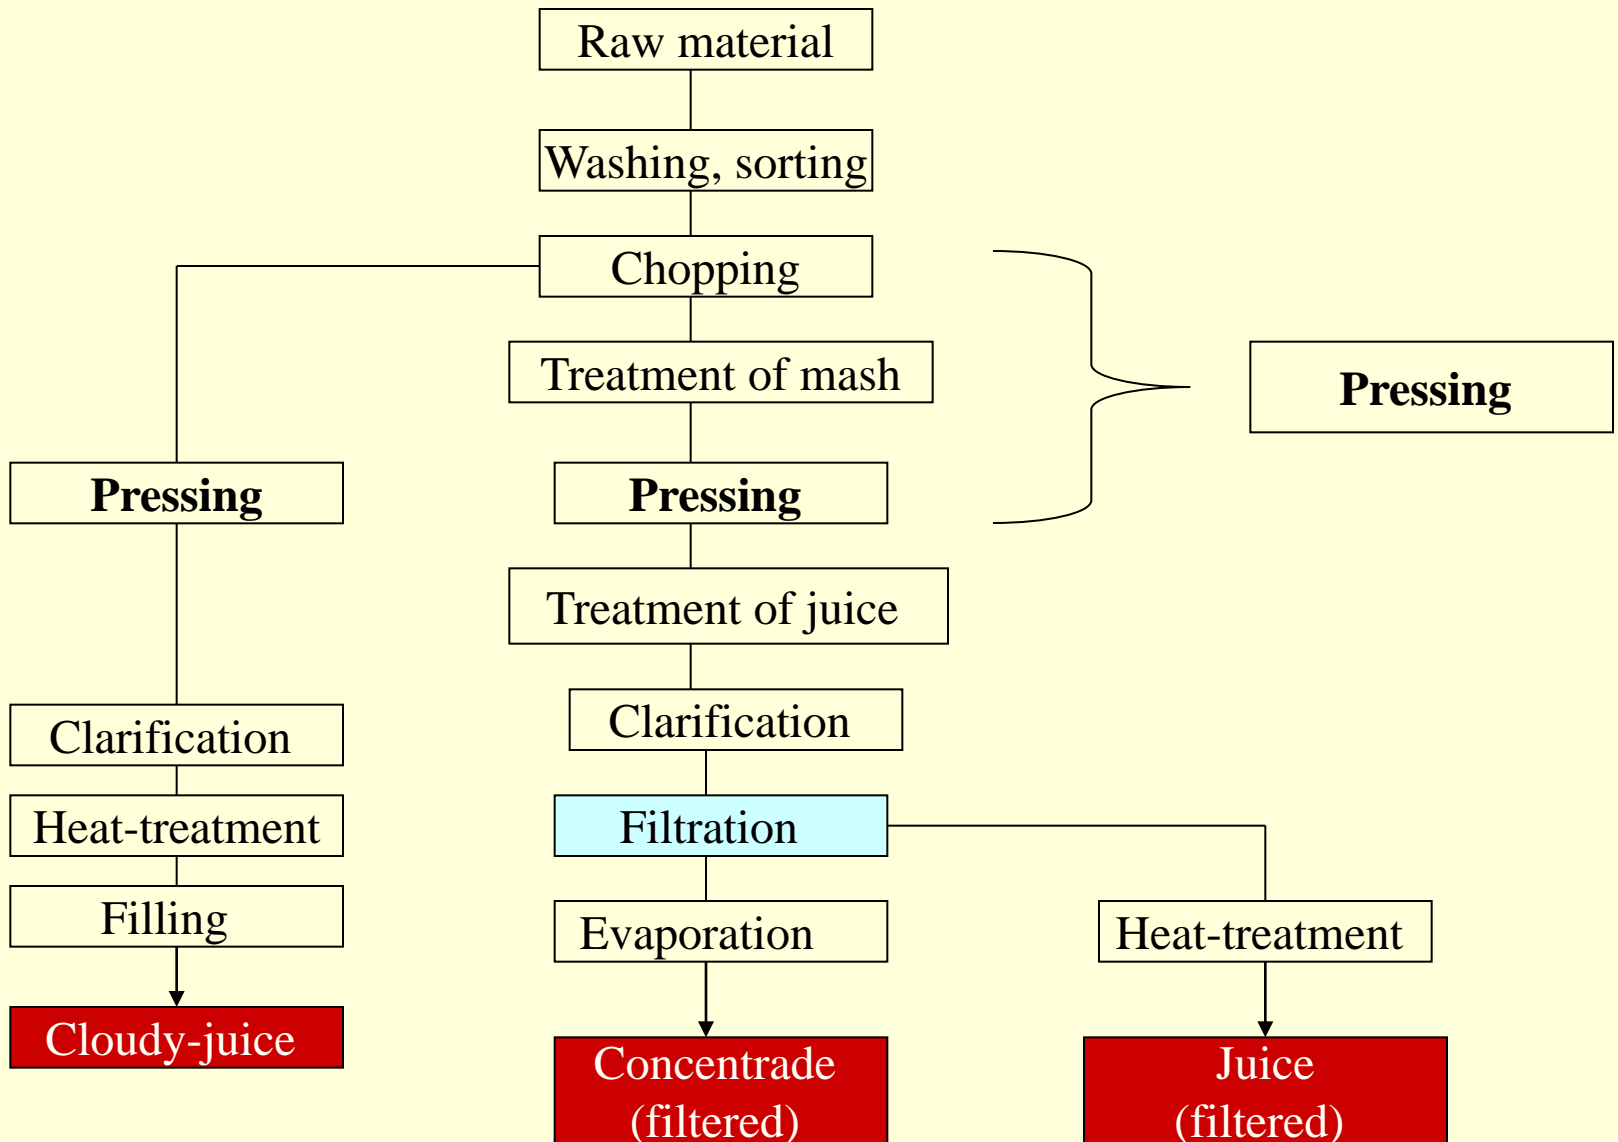 Raw material
Washing, sorting
Chopping
Treatment of mash
Pressing
Pressing
Pressing
Treatment of juice
Clarification
Clarification
Heat-treatment
Filtration
Filling
Evaporation
Heat-treatment
Cloudy-juice
Concentrade
(filtered)
Juice
(filtered)